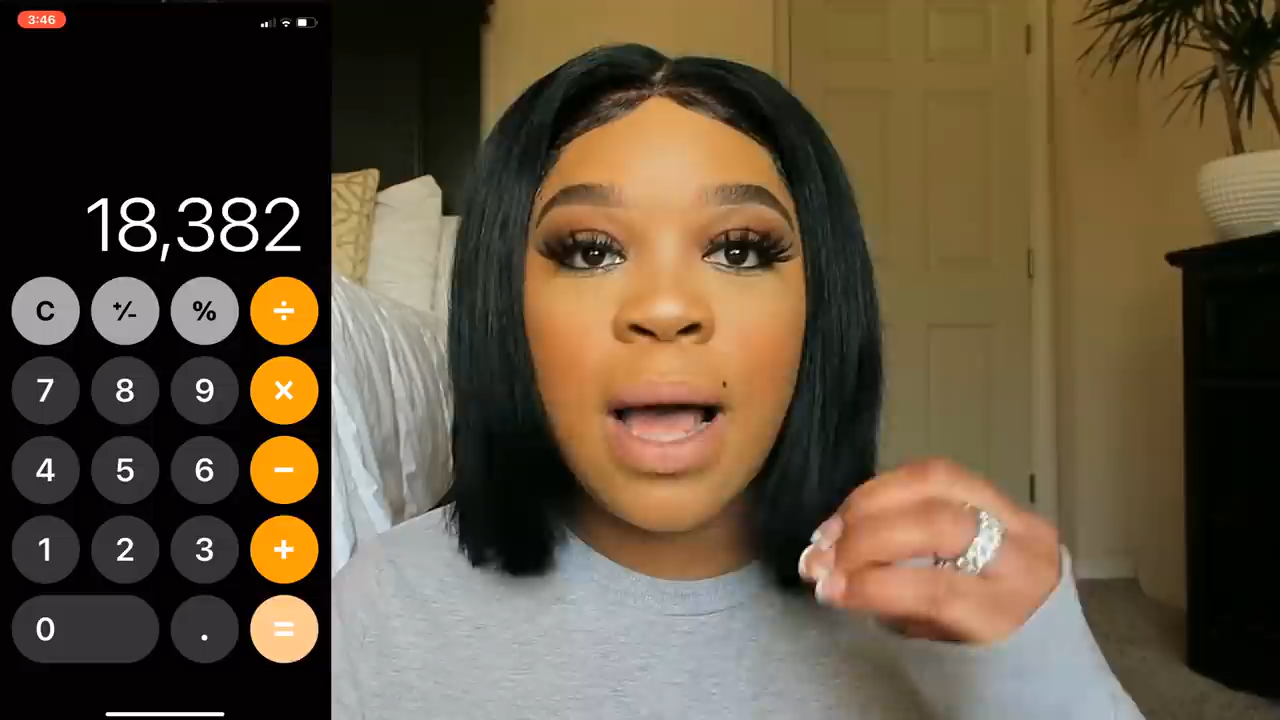 3:46
18,382
C +/- % ÷
7 8 9 ×
4 5 6 −
1 2 3 +
0 . =